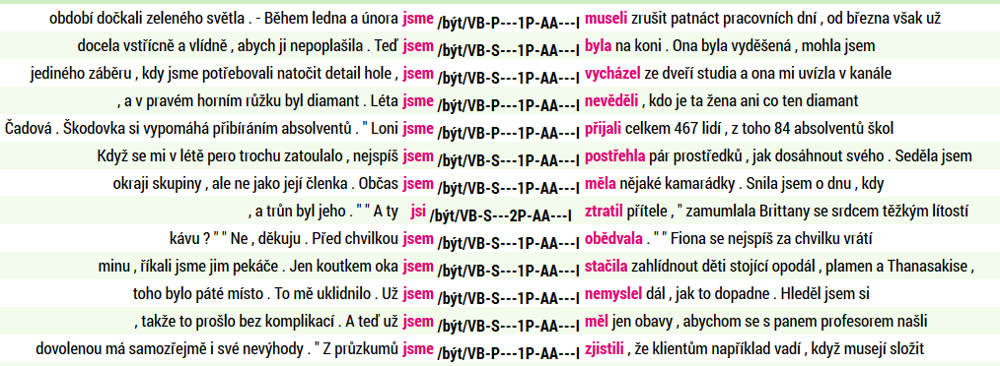 období dočkali zeleného světla . - Během ledna a února jsme /být/VB-P---1P-AA---I museli zrušit patnáct pracovních dní , od března však už
docela vstřícně a vlídně , abych ji nepoplašila . Teď jsem /být/VB-S---1P-AA---I byla na koni . Ona byla vyděšená , mohla jsem
jediného záběru , kdy jsme potřebovali natočit detail hole , jsem /být/VB-S---1P-AA---I vycházel ze dveří studia a ona mi uvízla v kanále
, a v pravém horním růžku byl diamant . Léta jsme /být/VB-P---1P-AA---I nevěděli , kdo je ta žena ani co ten diamant
Čadová . Škodovka si vypomáhá přibíráním absolventů . " Loni jsme /být/VB-P---1P-AA---I přijali celkem 467 lidí , z toho 84 absolventů škol
Když se mi v létě pero trochu zatoulalo , nejspíš jsem /být/VB-S---1P-AA---I postřehla pár prostředků , jak dosáhnout svého . Seděla jsem
okraji skupiny , ale ne jako její členka . Občas jsem /být/VB-S---1P-AA---I měla nějaké kamarádky . Snila jsem o dnu , kdy
, a trůn byl jeho . " " A ty jsi /být/VB-S---2P-AA---I ztratil přítele , " zamumlala Brittany se srdcem těžkým lítostí
kávu ? " " Ne , děkuju . Před chvilkou jsem /být/VB-S---1P-AA---I obědvala . " " Fiona se nejspíš za chvilku vrátí
minu , říkali jsme jim pekáče . Jen koutkem oka jsem /být/VB-S---1P-AA---I stačila zahlídnout děti stojící opodál , plamen a Thanasakise ,
toho bylo páté místo . To mě uklidnilo . Už jsem /být/VB-S---1P-AA---I nemyslel dál , jak to dopadne . Hleděl jsem si
, takže to prošlo bez komplikací . A teď už jsem /být/VB-S---1P-AA---I měl jen obavy , abychom se s panem profesorem našli
dovolenou má samozřejmě i své nevýhody . " Z průzkumů jsme /být/VB-P---1P-AA---I zjistili , že klientům například vadí , když musejí složit